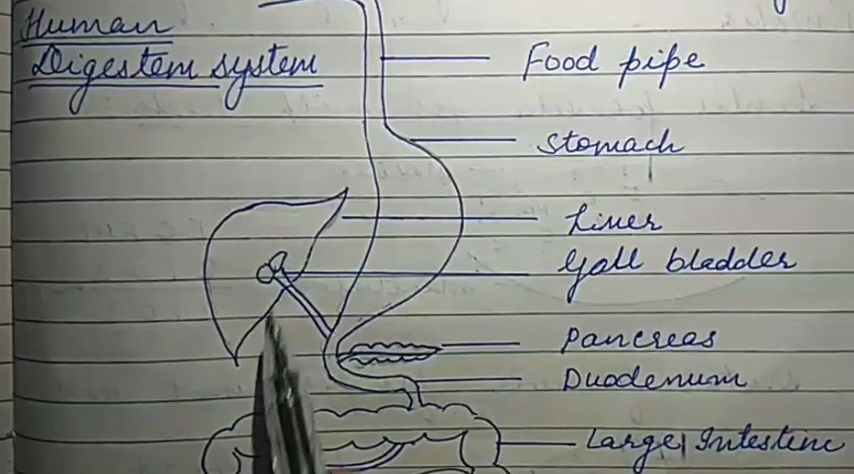 Human
Digestem system
Food pipe
Stomach
Liver
Gall bladder
Pancreas
Duodenum
Large Intestine